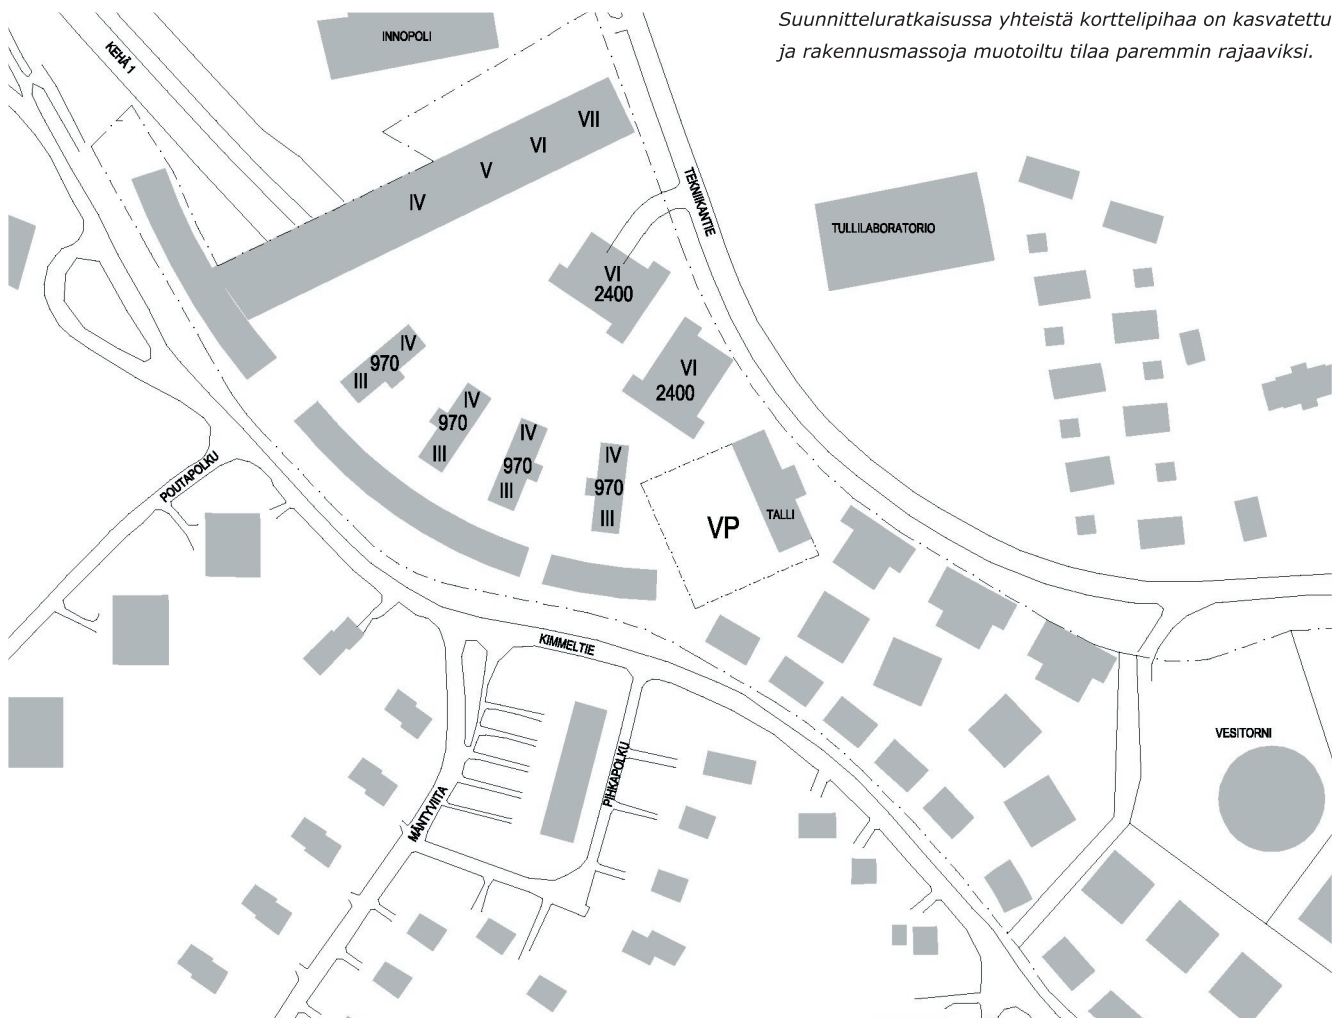 Suunnitteluratkaisussa yhteistä korttelipihaa on kasvatettu
ja rakennusmassoja muotoiltu tilaa paremmin rajaaviksi.
INNOPOLI
KEHÄ 1
VII
VI
V
IV
TEKNIIKANTIE
TULLILABORATORIO
VI
2400
IV
970
III
VI
2400
IV
970
III
IV
970
III
IV
970
III
POUTAPOLKU
VP
TALLI
KIMMELTIE
VESITORNI
PIHKAPOLKU
MÄNTYVIITA